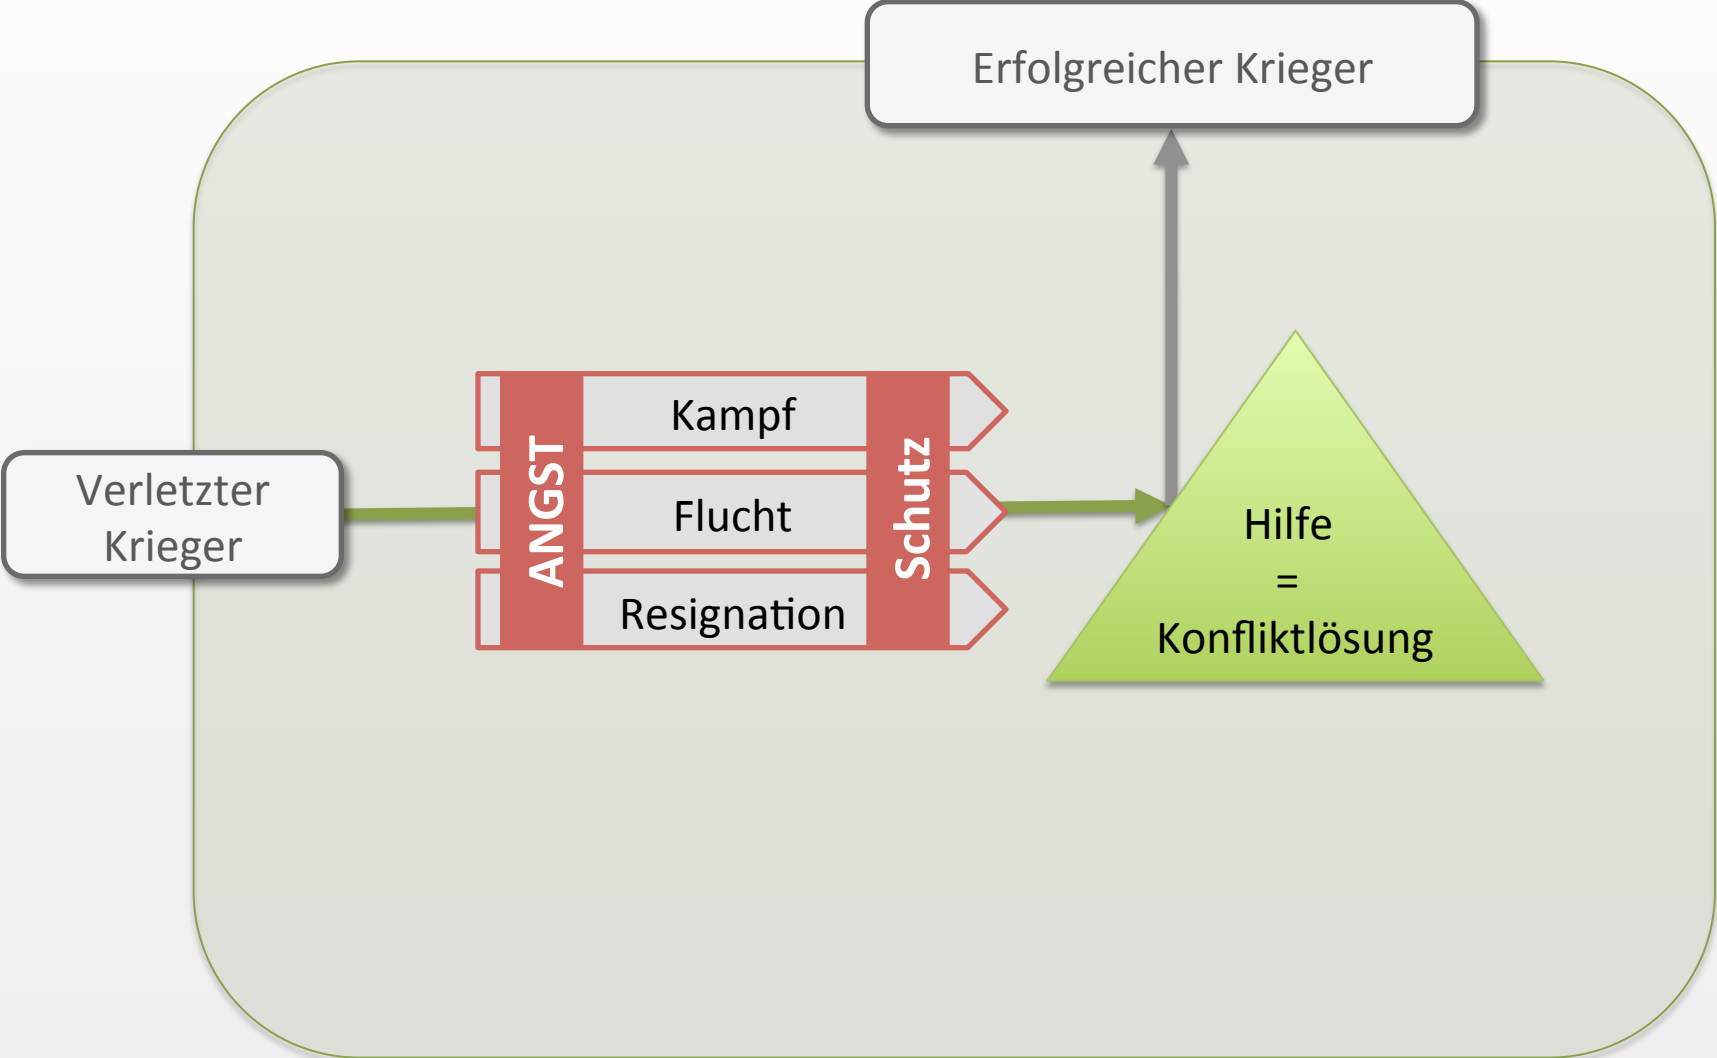 Erfolgreicher Krieger
Verletzter
Krieger
ANGST
Kampf
Flucht
Resignation
Schutz
Hilfe
=
Konfliktlösung